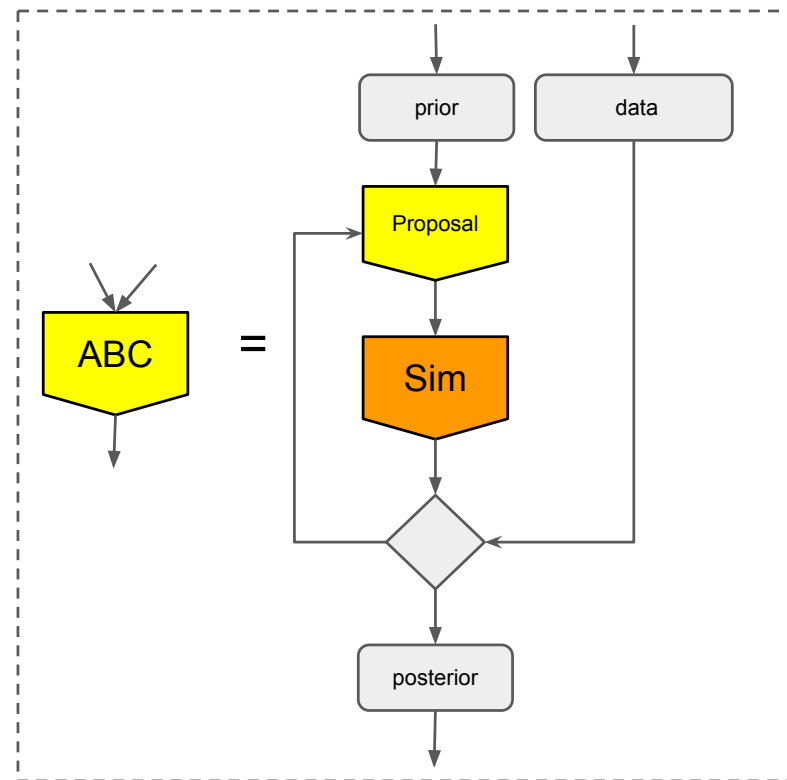 prior
data
Proposal
ABC
=
Sim
posterior